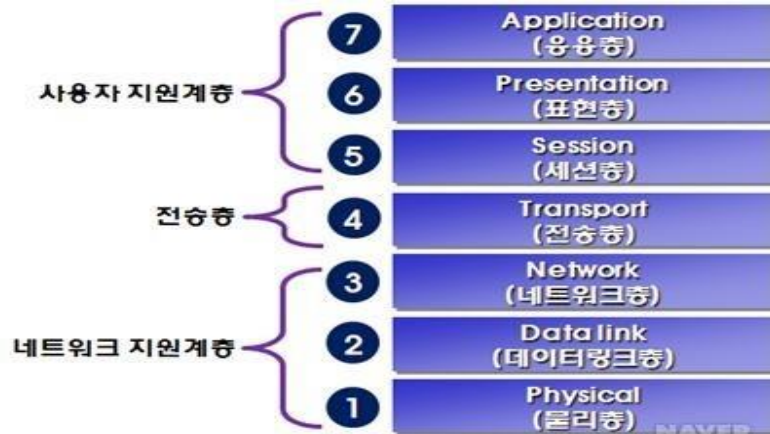 7
Application
(응용층)
사용자 지원계층
6
Presentation
(표현층)
5
Session
(세션층)
전송층
4
Transport
(전송층)
3
Network
(네트워크층)
네트워크 지원계층
2
Data link
(데이터링크층)
1
Physical
(물리층)
NAVER